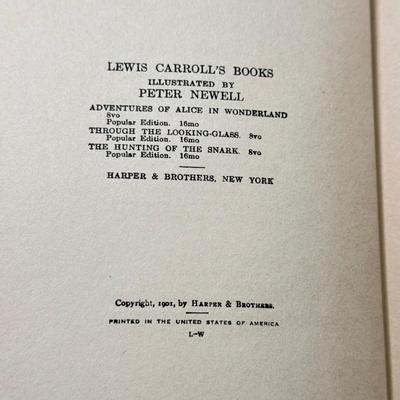 LEWIS CARROLL'S BOOKS
ILLUSTRATED BY
PETER NEWELL
ADVENTURES OF ALICE IN WONDERLAND
8vo
Popular Edition. 16mo
THROUGH THE LOOKING-GLASS. 8vo
Popular Edition. 16mo
THE HUNTING OF THE SNARK. 8vo
Popular Edition. 16mo
HARPER & BROTHERS, NEW YORK
Copyright, 1901, by HARPER & BROTHERS.
PRINTED IN THE UNITED STATES OF AMERICA
L-W